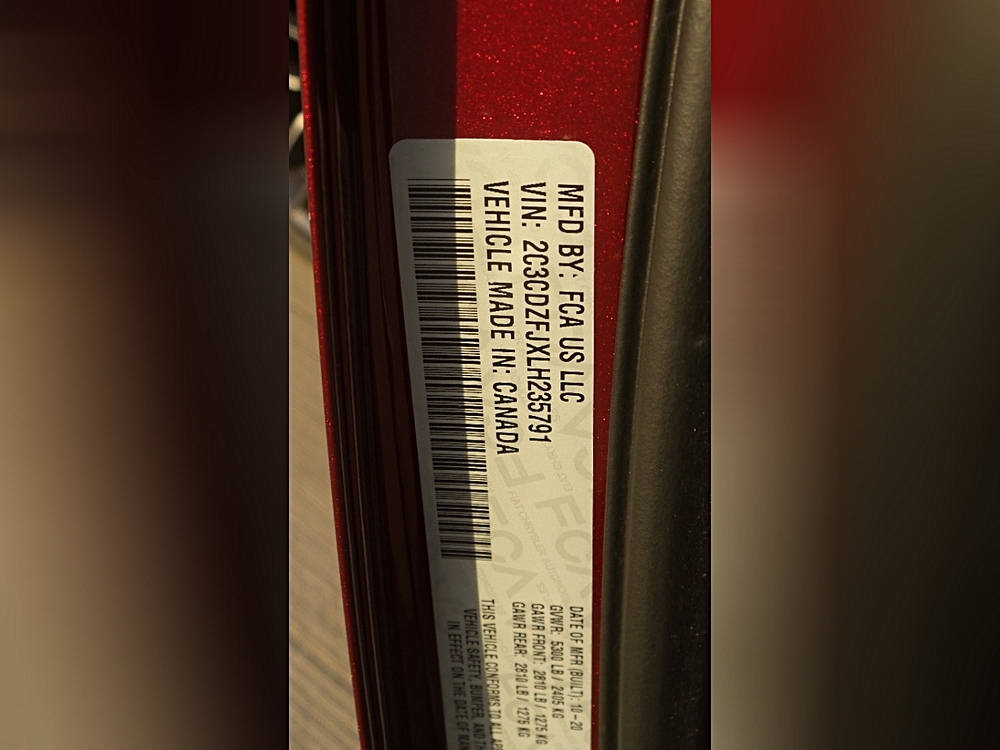 MFD BY: FCA US LLC
VIN: 2C3CDZFJXLH235791
VEHICLE MADE IN: CANADA
DATE OF MFR (BUILT): 10-20
GVWR: 5300 LB / 2405 KG
GAWR FRONT: 2810 LB / 1275 KG
GAWR REAR: 2810 LB / 1275 KG
THIS VEHICLE CONFORMS TO ALL
VEHICLE SAFETY, BUMPER, AND
IN EFFECT ON THE DATE OF